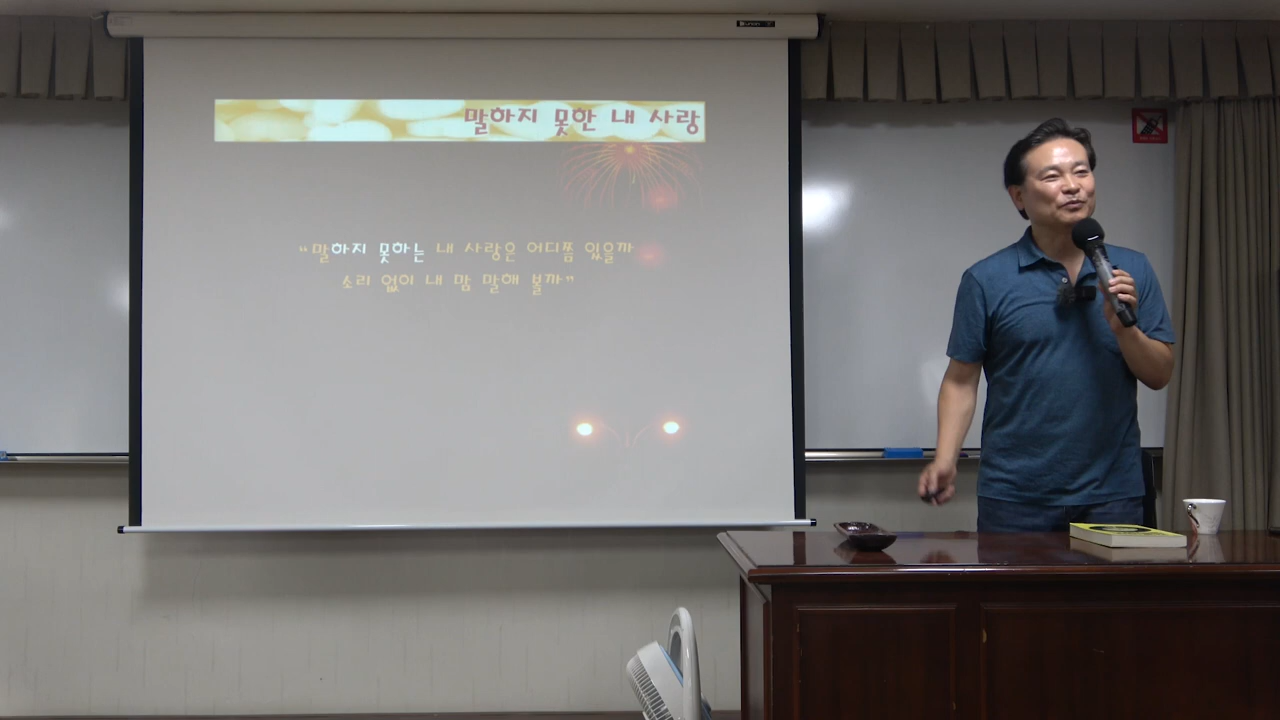 말하지 못한 내 사랑
“말하지 못하는 내 사랑은 어디쯤 있을까
소리 없이 내 맘 말해 볼까”